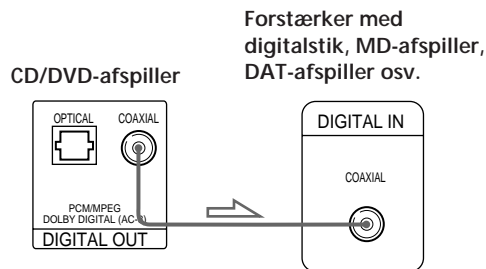 Forstærker med
digitalstik, MD-afspiller,
DAT-afspiller osv.
CD/DVD-afspiller
OPTICAL COAXIAL
PCM/MPEG
DOLBY DIGITAL (AC-3)
DIGITAL OUT
DIGITAL IN
COAXIAL